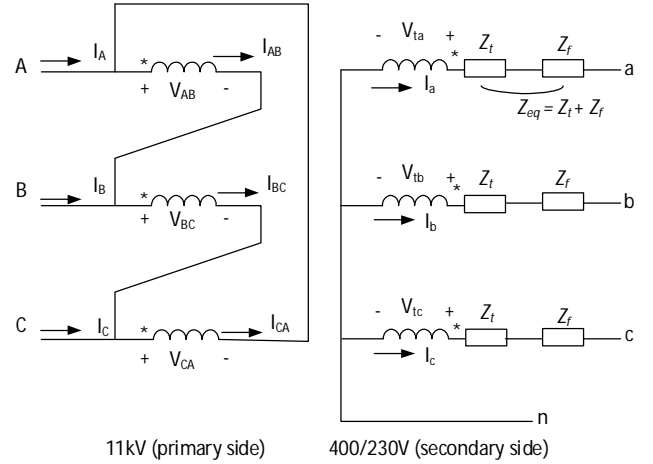 A I_A * I_AB
+ V_AB -
B I_B * I_BC
+ V_BC -
C I_C * I_CA
+ V_CA -
11kV (primary side)
- V_ta + * Z_t Z_f a
I_a
Z_eq = Z_t + Z_f
- V_tb + * Z_t Z_f b
I_b
- V_tc + * Z_t Z_f c
I_c
n
400/230V (secondary side)